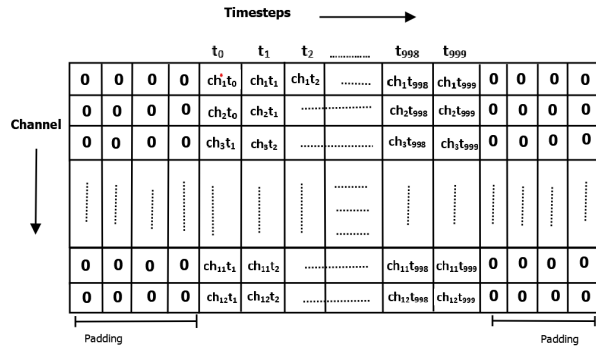 Timesteps
t0 t1 t2 ............ t998 t999
0 0 0 0 ch1t0 ch1t1 ch1t2 ........ ch1t998 ch1t999 0 0 0 0
0 0 0 0 ch2t0 ch2t1 .................... ch2t998 ch2t999 0 0 0 0
Channel
0 0 0 0 ch3t1 ch3t2 .................... ch3t998 ch3t999 0 0 0 0
0 0 0 0 ch11t1 ch11t2 .................... ch11t998 ch11t999 0 0 0 0
0 0 0 0 ch12t1 ch12t2 .................... ch12t998 ch12t999 0 0 0 0
Padding Padding